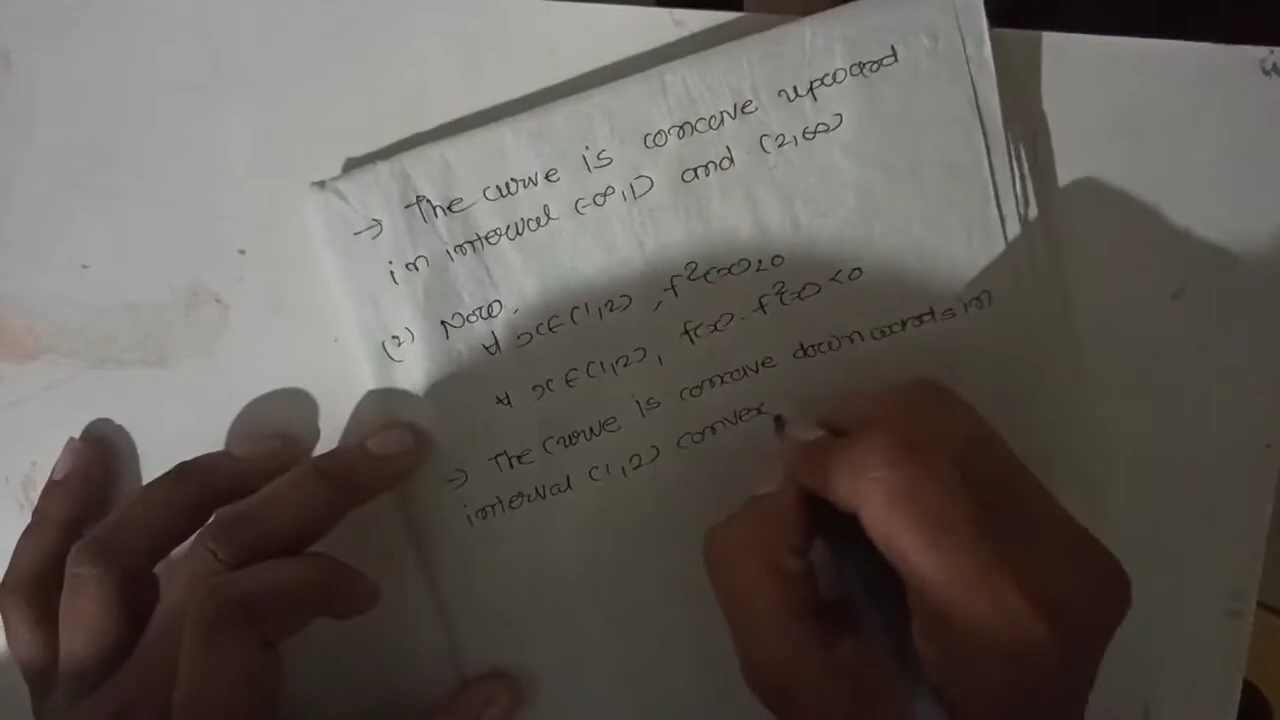 → The curve is concave upward
in interval (-∞,1) and (2,∞)
(2) Now,
∀ x∈(1,2), f²(x)<0
∀ x∈(1,2), f(x).f²(x)<0
→ The curve is concave downwards in
interval (1,2) convex